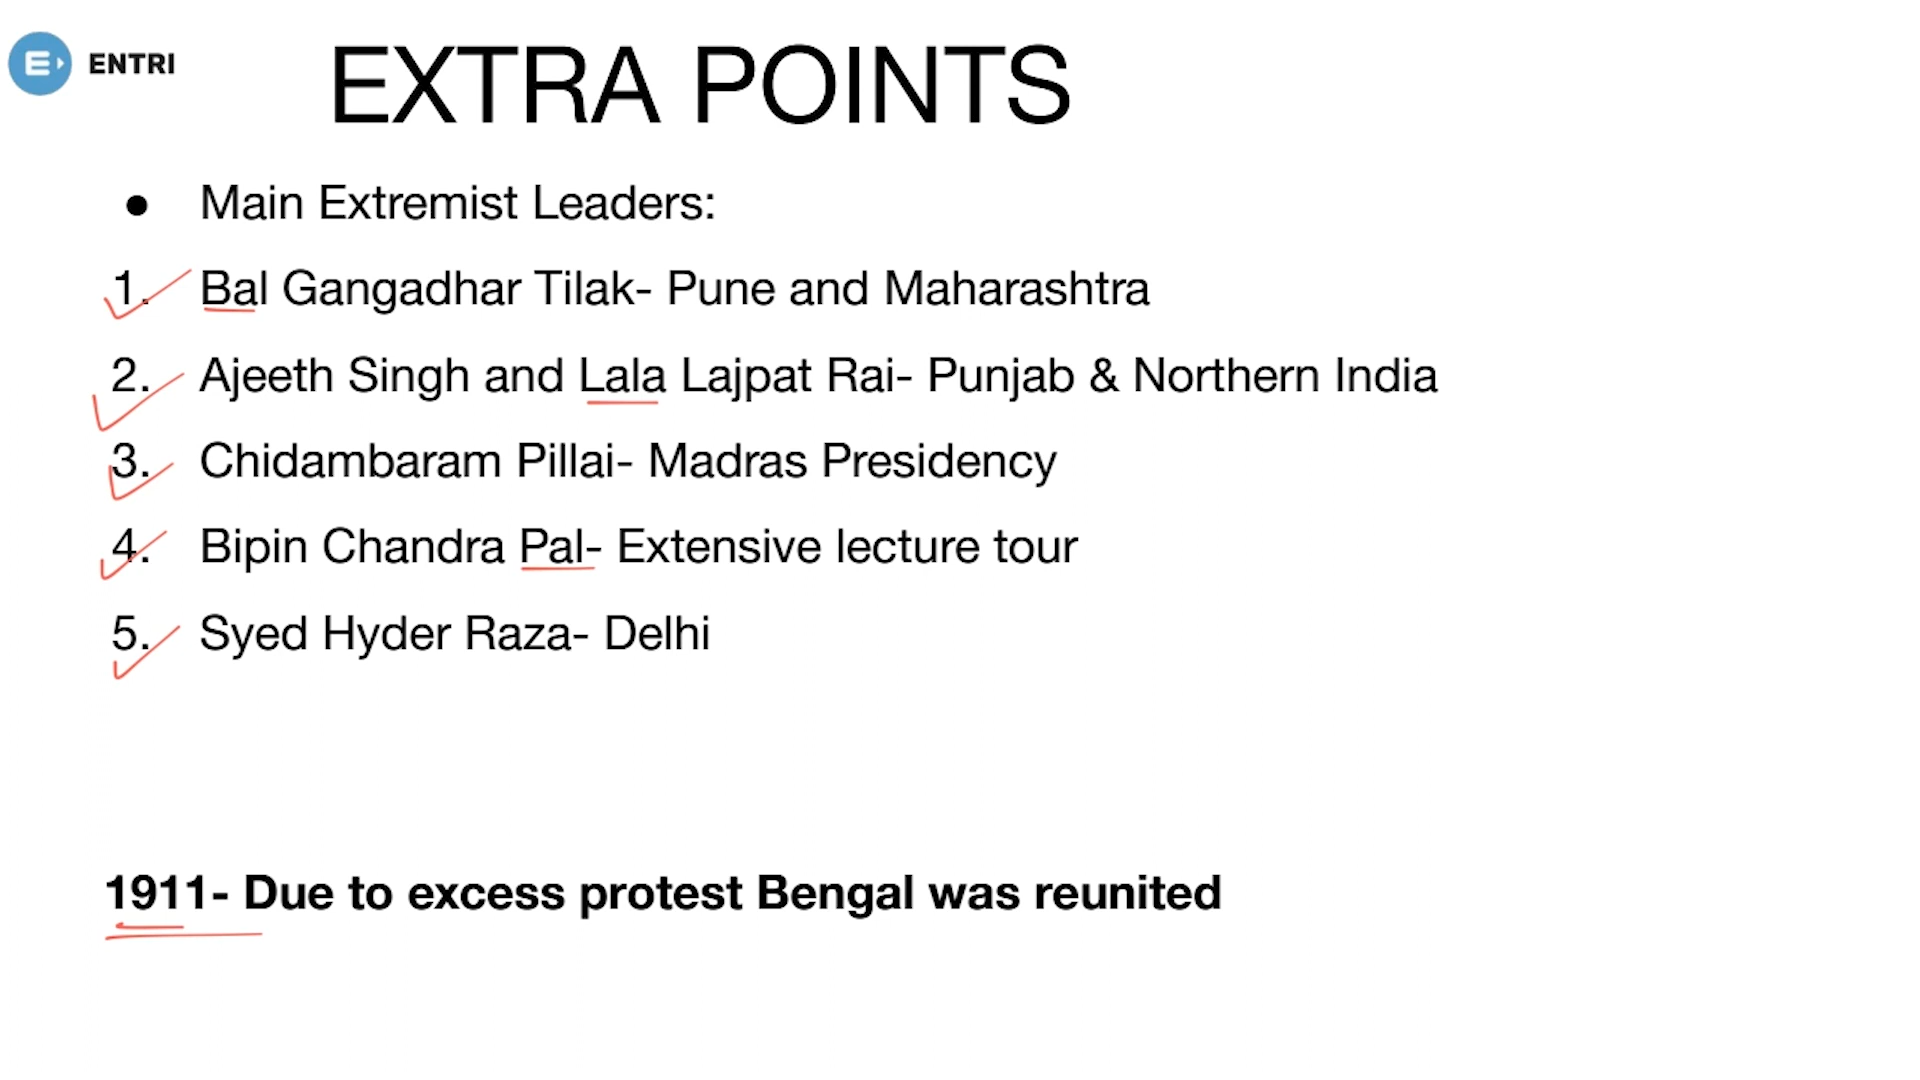 ENTRI
EXTRA POINTS
● Main Extremist Leaders:
1. Bal Gangadhar Tilak- Pune and Maharashtra
2. Ajeeth Singh and Lala Lajpat Rai- Punjab & Northern India
3. Chidambaram Pillai- Madras Presidency
4. Bipin Chandra Pal- Extensive lecture tour
5. Syed Hyder Raza- Delhi
1911- Due to excess protest Bengal was reunited